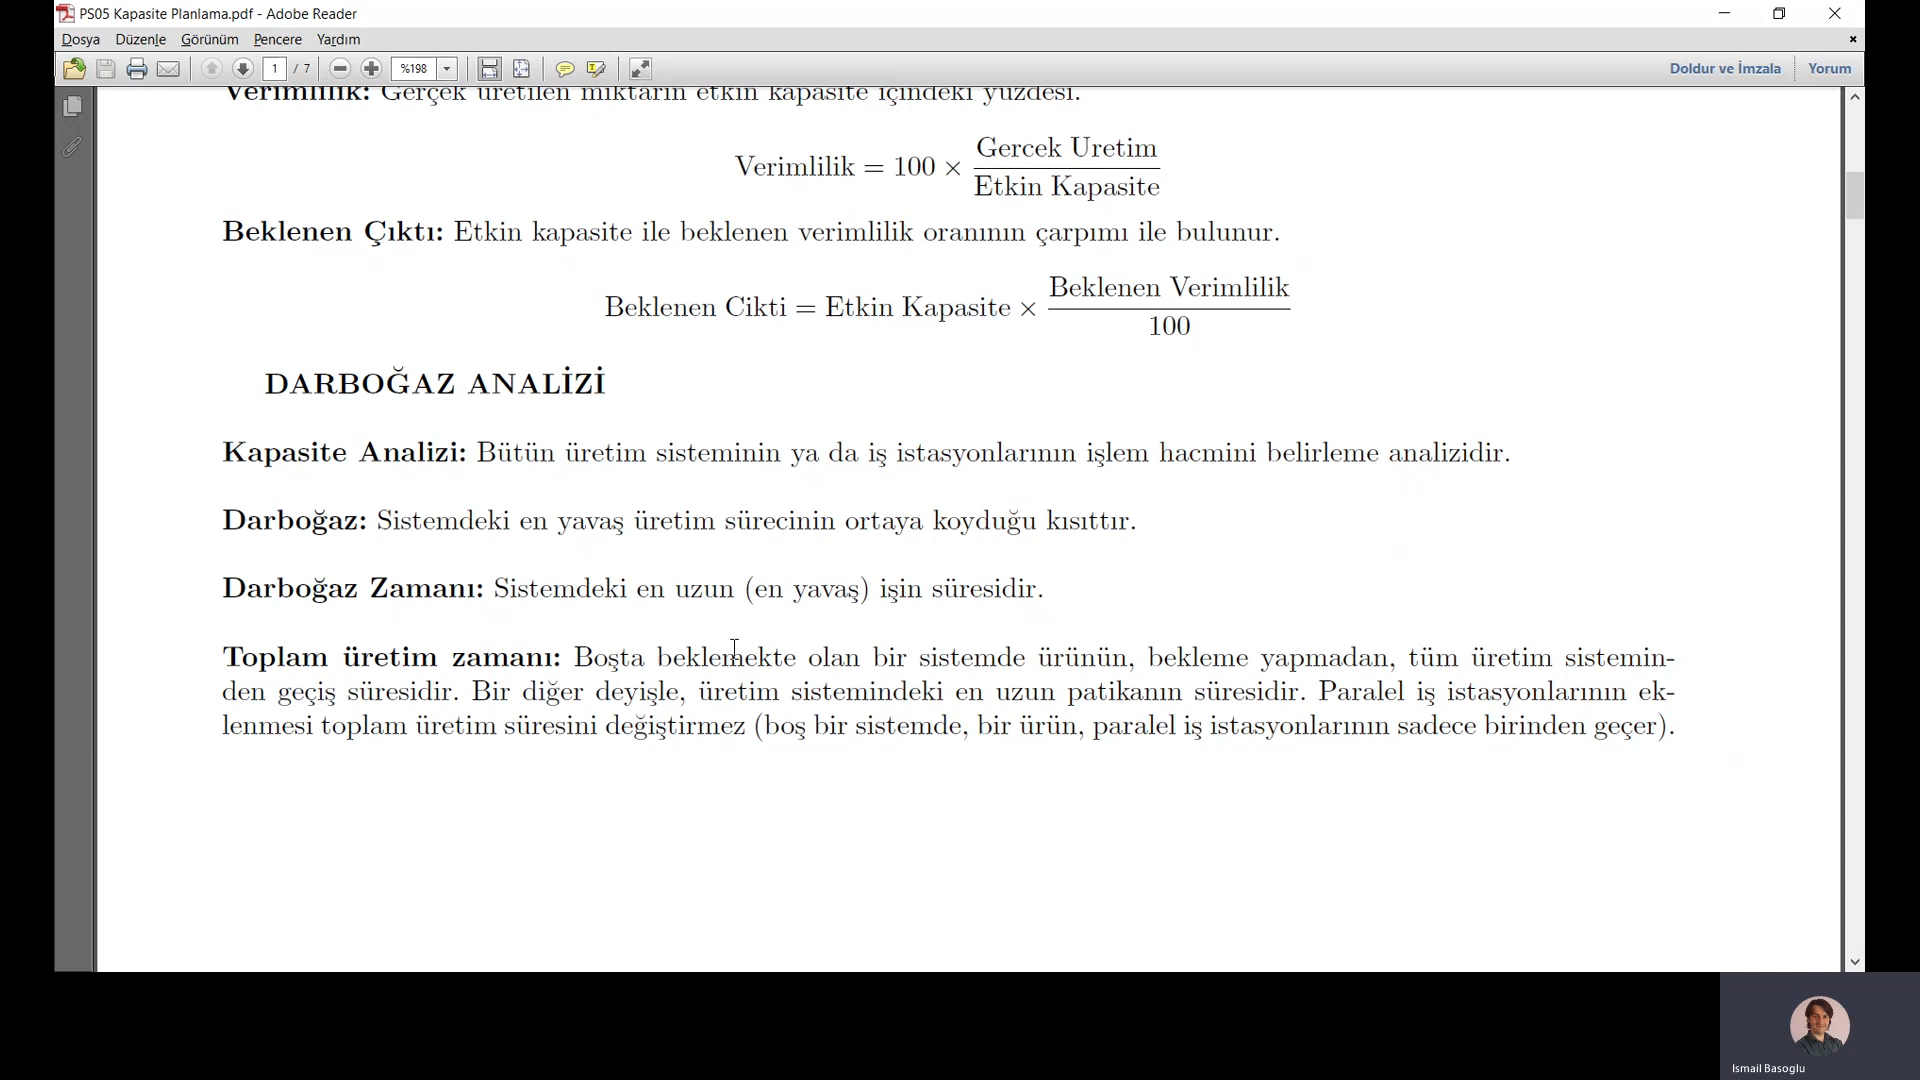 PS05 Kapasite Planlama.pdf - Adobe Reader
Dosya Düzenle Görünüm Pencere Yardım
1 / 7 %198 Doldur ve İmzala Yorum
Verimlilik: Gerçek üretilen miktarın etkin kapasite içindeki yüzdesi.
Verimlilik = 100 × Gercek Uretim / Etkin Kapasite
Beklenen Çıktı: Etkin kapasite ile beklenen verimlilik oranının çarpımı ile bulunur.
Beklenen Cikti = Etkin Kapasite × Beklenen Verimlilik / 100
DARBOĞAZ ANALİZİ
Kapasite Analizi: Bütün üretim sisteminin ya da iş istasyonlarının işlem hacmini belirleme analizidir.
Darboğaz: Sistemdeki en yavaş üretim sürecinin ortaya koyduğu kısıttır.
Darboğaz Zamanı: Sistemdeki en uzun (en yavaş) işin süresidir.
Toplam üretim zamanı: Boşta beklemekte olan bir sistemde ürünün, bekleme yapmadan, tüm üretim sistemin-
den geçiş süresidir. Bir diğer deyişle, üretim sistemindeki en uzun patikanın süresidir. Paralel iş istasyonlarının ek-
lenmesi toplam üretim süresini değiştirmez (boş bir sistemde, bir ürün, paralel iş istasyonlarının sadece birinden geçer).
Ismail Basoglu